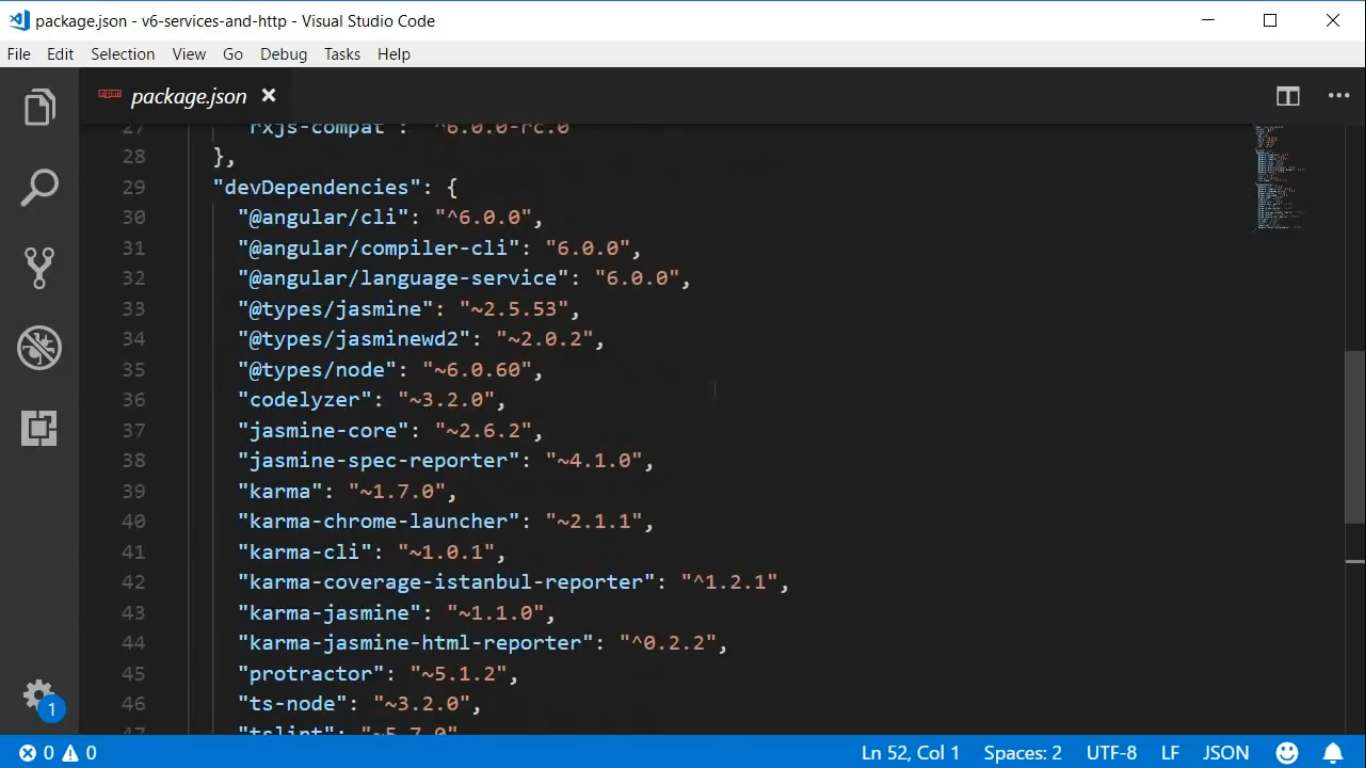 package.json - v6-services-and-http - Visual Studio Code
File Edit Selection View Go Debug Tasks Help
package.json
27 rxjs-compat": "^6.0.0-rc.0
28 },
29 "devDependencies": {
30 "@angular/cli": "^6.0.0",
31 "@angular/compiler-cli": "6.0.0",
32 "@angular/language-service": "6.0.0",
33 "@types/jasmine": "~2.5.53",
34 "@types/jasminewd2": "~2.0.2",
35 "@types/node": "~6.0.60",
36 "codelyzer": "~3.2.0",
37 "jasmine-core": "~2.6.2",
38 "jasmine-spec-reporter": "~4.1.0",
39 "karma": "~1.7.0",
40 "karma-chrome-launcher": "~2.1.1",
41 "karma-cli": "~1.0.1",
42 "karma-coverage-istanbul-reporter": "^1.2.1",
43 "karma-jasmine": "~1.1.0",
44 "karma-jasmine-html-reporter": "^0.2.2",
45 "protractor": "~5.1.2",
46 "ts-node": "~3.2.0",
47 "tslint": "~5.7.0"
1
0 0 Ln 52, Col 1 Spaces: 2 UTF-8 LF JSON